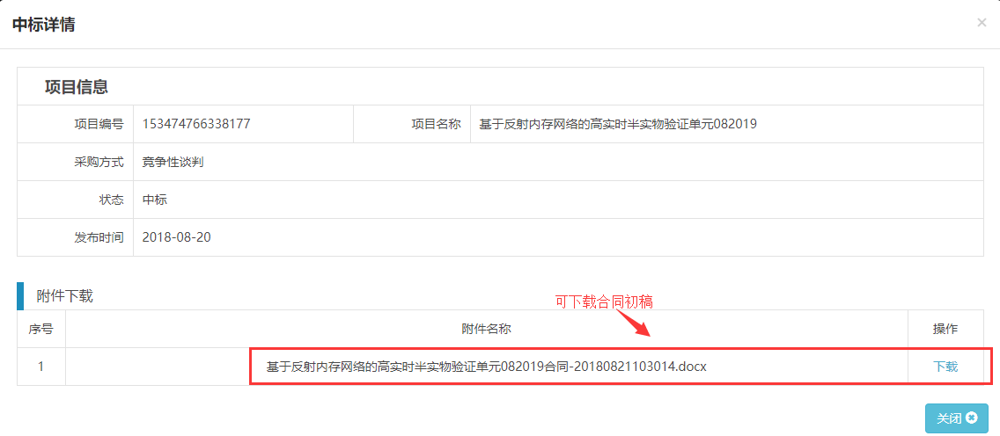 中标详情
×
项目信息
项目编号 153474766338177 项目名称 基于反射内存网络的高实时半实物验证单元082019
采购方式 竞争性谈判
状态 中标
发布时间 2018-08-20
附件下载
可下载合同初稿
序号 附件名称 操作
1 基于反射内存网络的高实时半实物验证单元082019合同-20180821103014.docx 下载
关闭